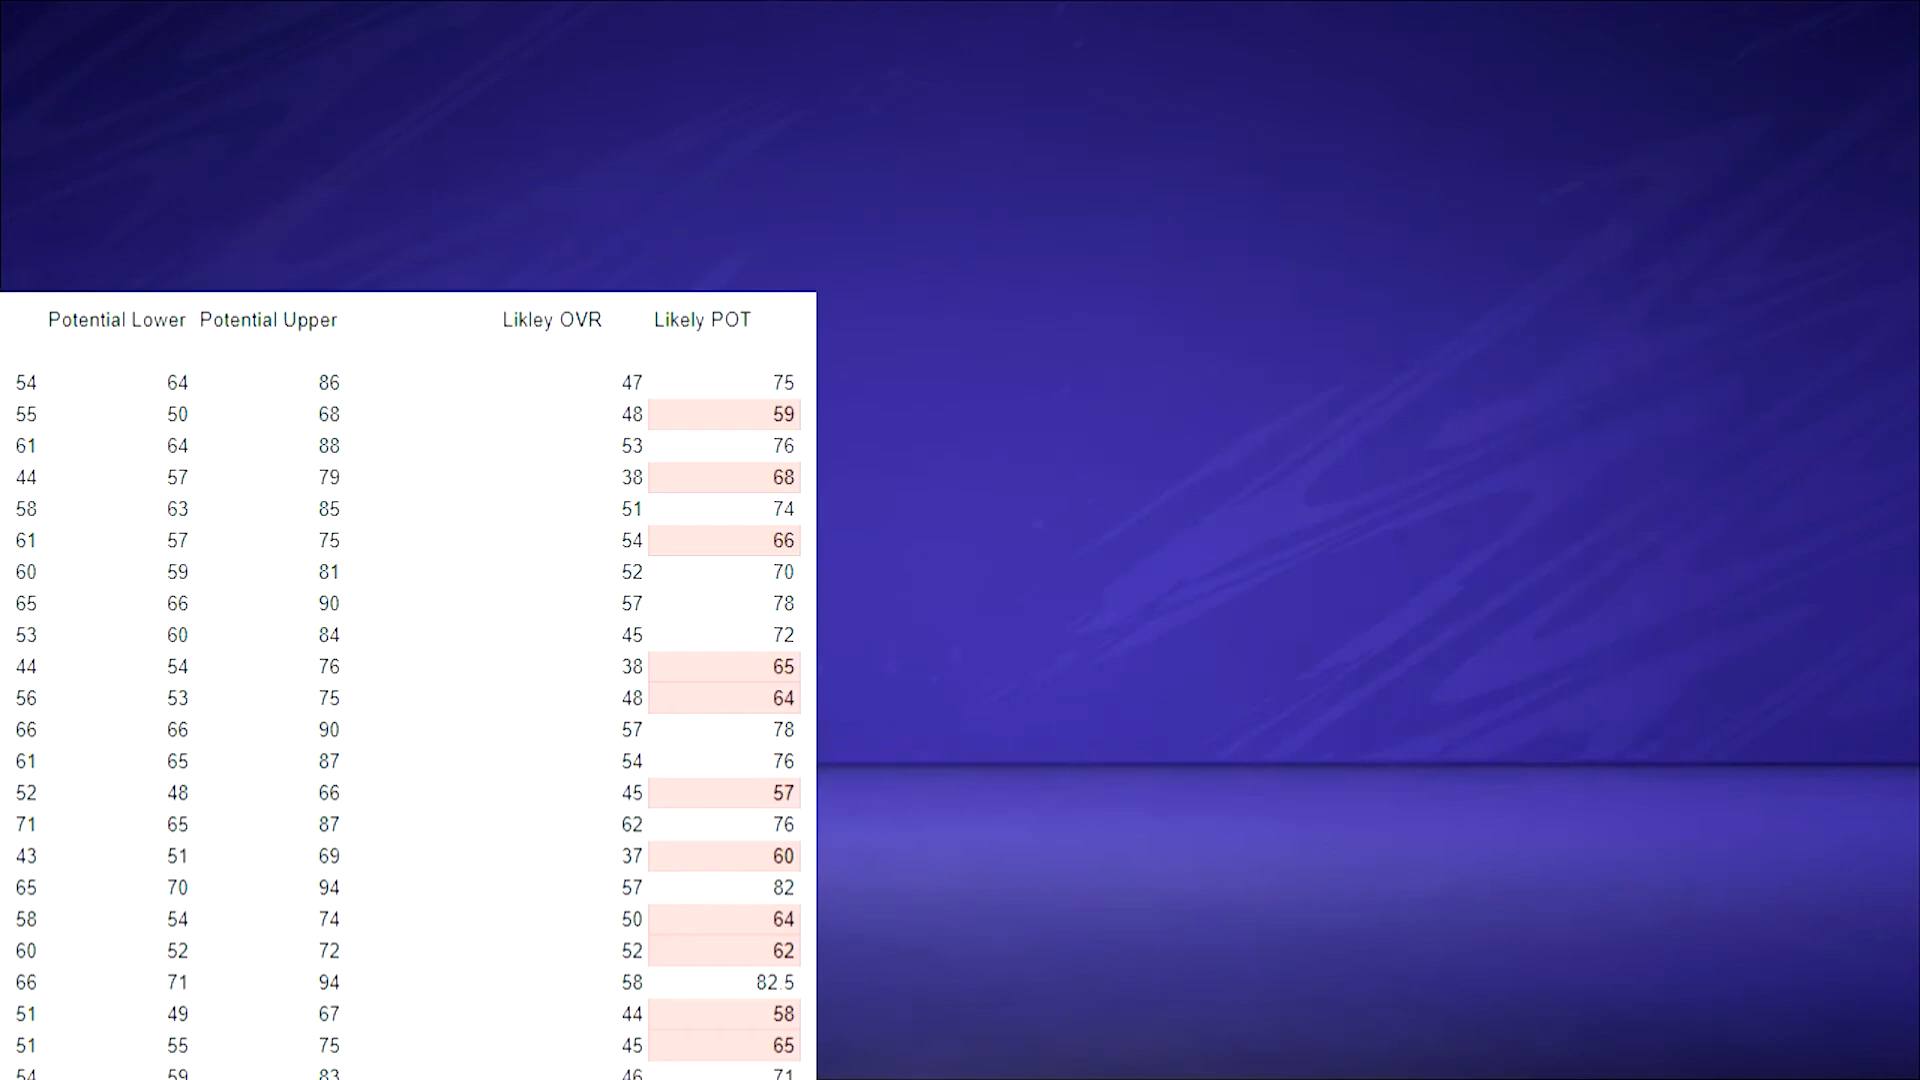 Potential Lower Potential Upper Likley OVR Likely POT
54 64 86 47 75
55 50 68 48 59
61 64 88 53 76
44 57 79 38 68
58 63 85 51 74
61 57 75 54 66
60 59 81 52 70
65 66 90 57 78
53 60 84 45 72
44 54 76 38 65
56 53 75 48 64
66 66 90 57 78
61 65 87 54 76
52 48 66 45 57
71 65 87 62 76
43 51 69 37 60
65 70 94 57 82
58 54 74 50 64
60 52 72 52 62
66 71 94 58 82.5
51 49 67 44 58
51 55 75 45 65
54 59 83 46 71